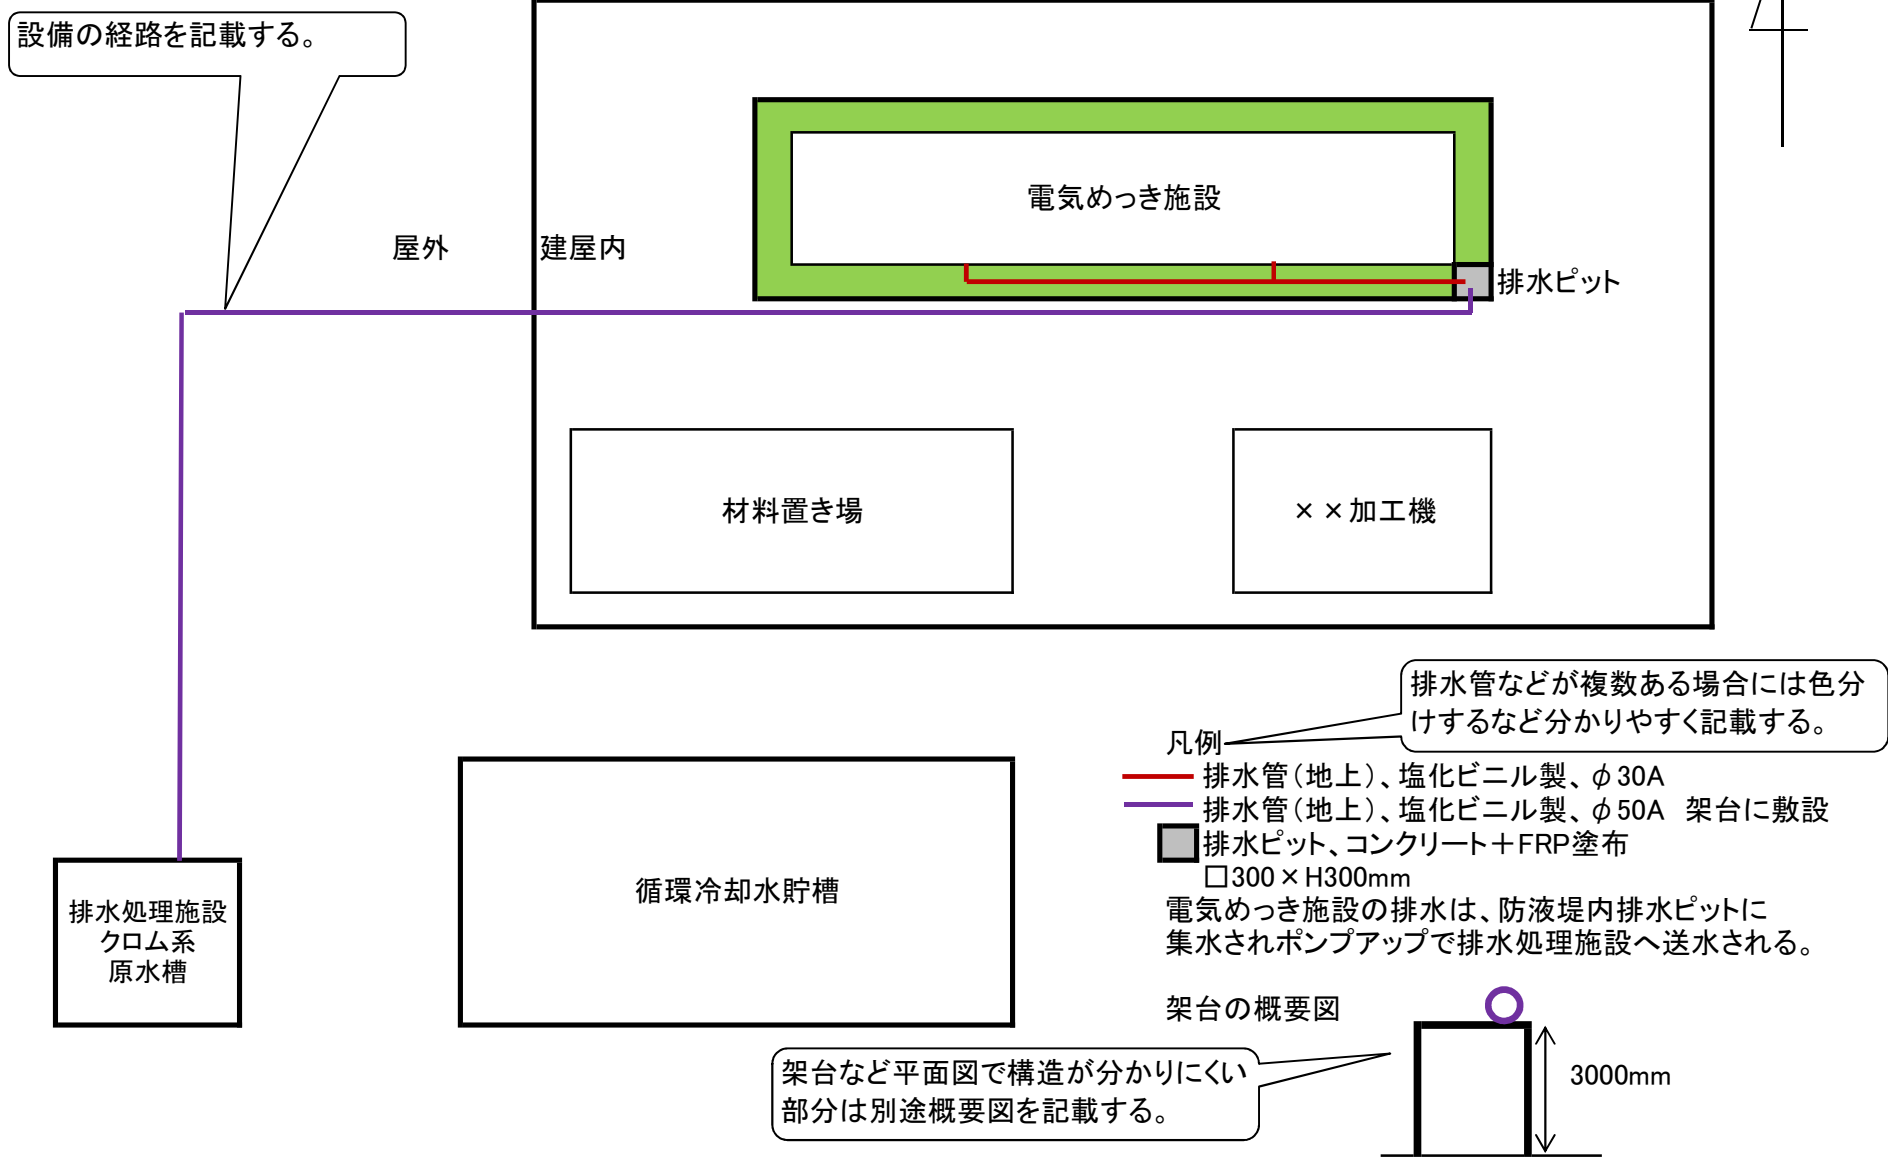 設備の経路を記載する。
電気めっき施設
屋外
建屋内
排水ピット
材料置き場
××加工機
排水管などが複数ある場合には色分
けするなど分かりやすく記載する。
凡例
排水管(地上)、塩化ビニル製、φ30A
排水管(地上)、塩化ビニル製、φ50A 架台に敷設
排水ピット、コンクリート+FRP塗布
□300×H300mm
電気めっき施設の排水は、防液堤内排水ピットに
集水されポンプアップで排水処理施設へ送水される。
循環冷却水貯槽
排水処理施設
クロム系
原水槽
架台の概要図
架台など平面図で構造が分かりにくい
部分は別途概要図を記載する。
3000mm